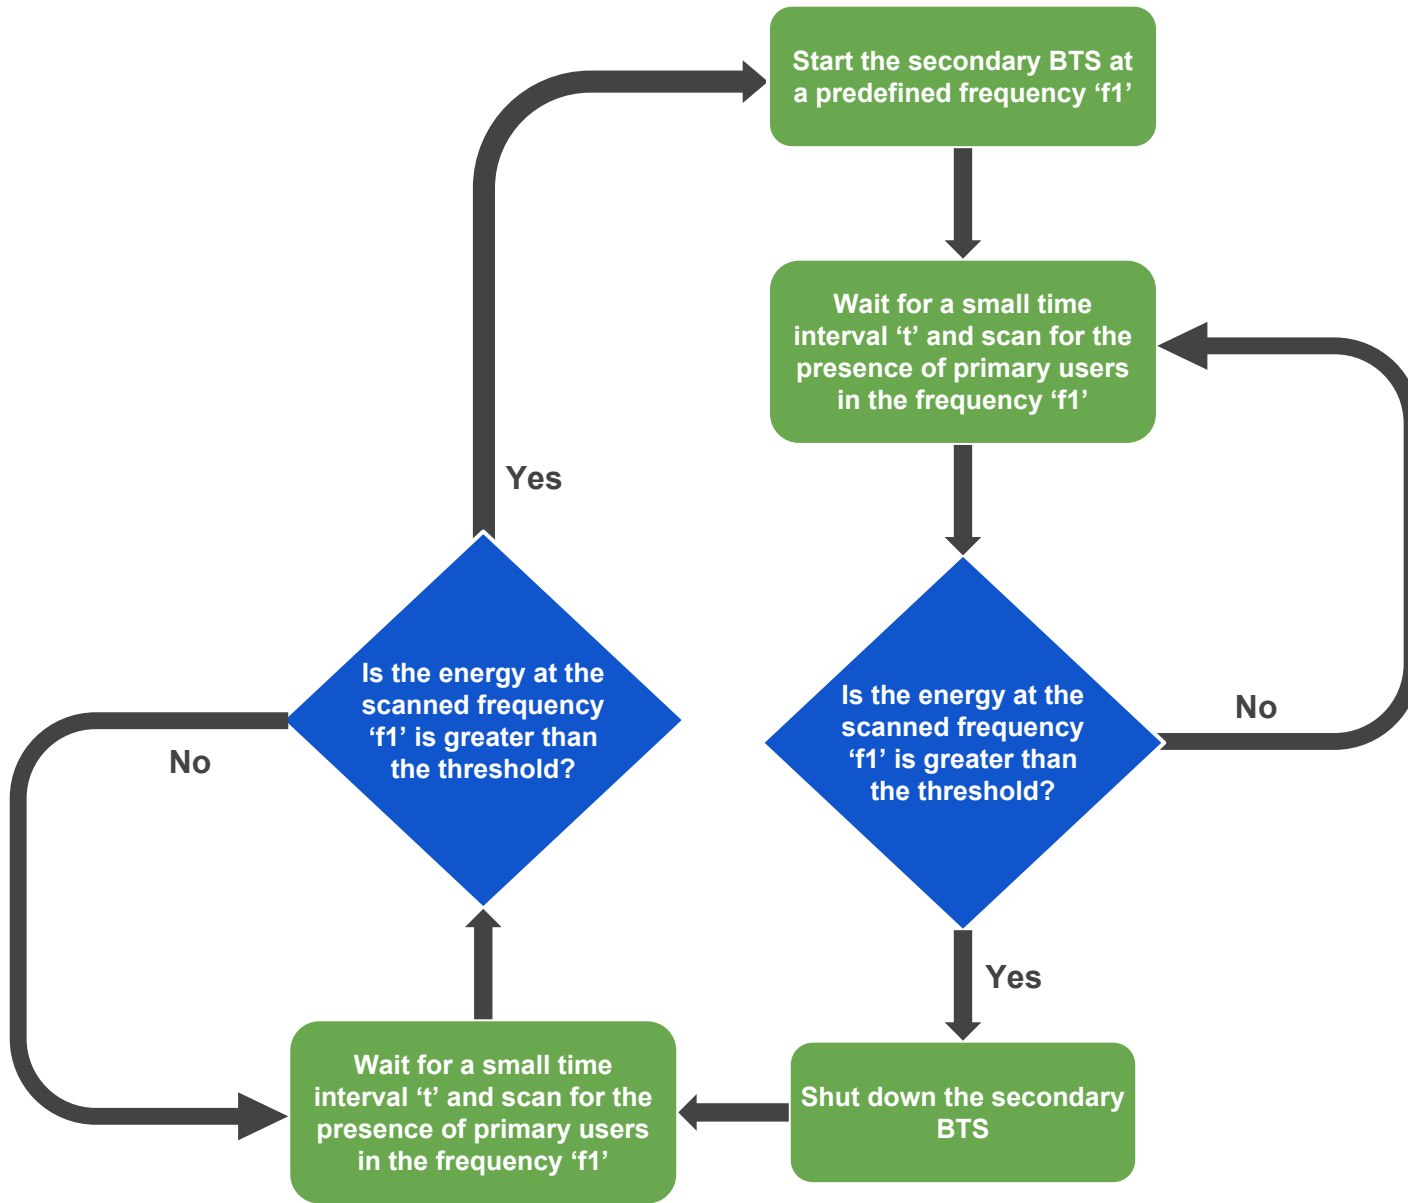 Start the secondary BTS at
a predefined frequency ‘f1’
Wait for a small time
interval ‘t’ and scan for the
presence of primary users
in the frequency ‘f1’
Yes
Is the energy at the
scanned frequency
‘f1’ is greater than
the threshold?
No
Is the energy at the
scanned frequency
‘f1’ is greater than
the threshold?
No
Yes
Shut down the secondary
BTS
Wait for a small time
interval ‘t’ and scan for the
presence of primary users
in the frequency ‘f1’